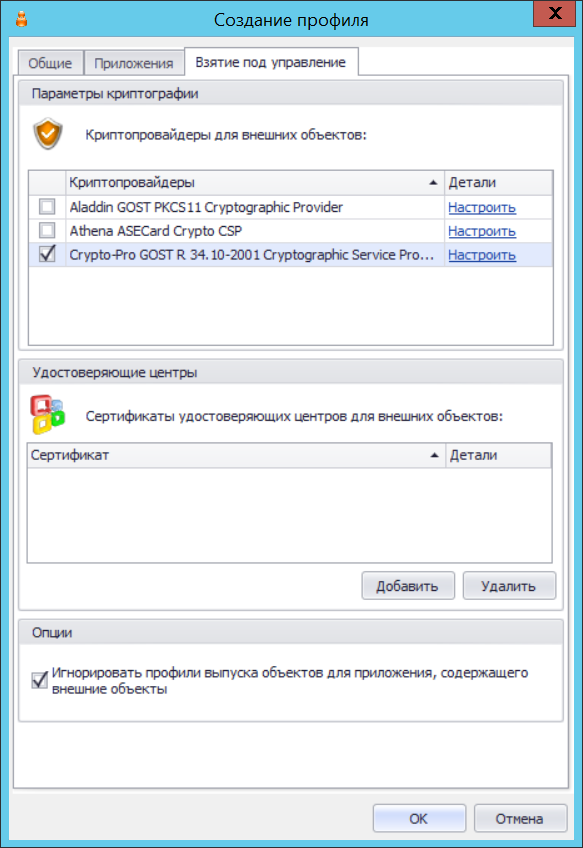 Создание профиля
Общие
Приложения
Взятие под управление
Параметры криптографии
Криптопровайдеры для внешних объектов:
Криптопровайдеры
Детали
Aladdin GOST PKCS11 Cryptographic Provider
Настроить
Athena ASECard Crypto CSP
Настроить
Crypto-Pro GOST R 34.10-2001 Cryptographic Service Pro...
Настроить
Удостоверяющие центры
Сертификаты удостоверяющих центров для внешних объектов:
Сертификат
Детали
Добавить
Удалить
Опции
Игнорировать профили выпуска объектов для приложения, содержащего
внешние объекты
OK
Отмена